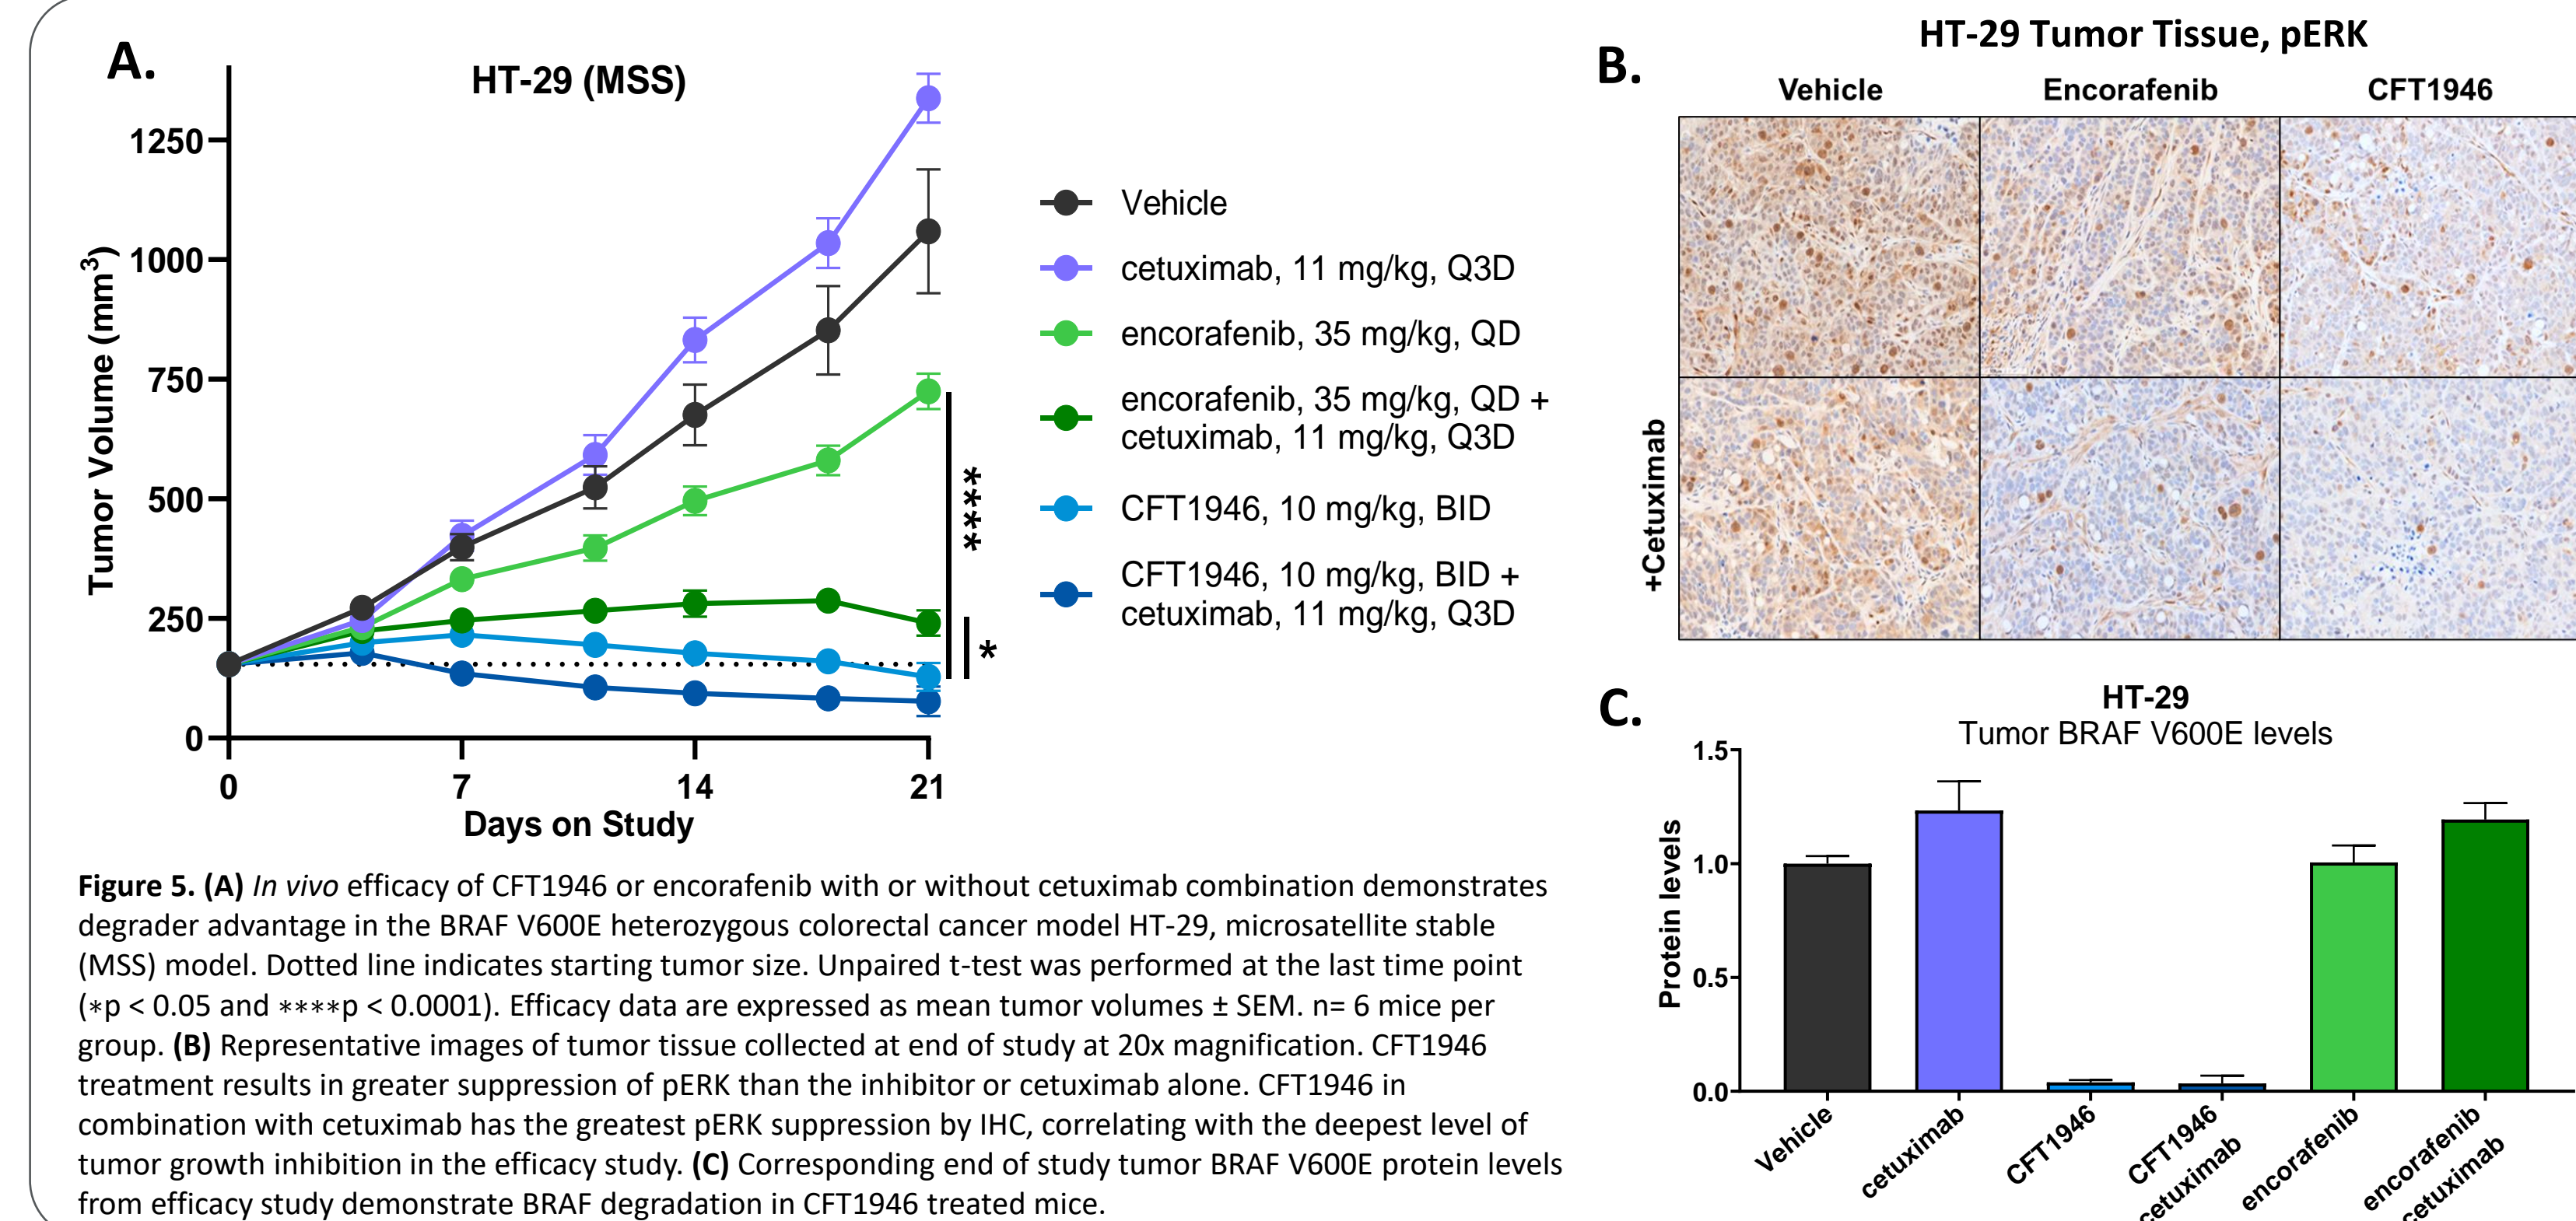 A.
HT-29 (MSS)
1250
1000
750
500
250
0
Tumor Volume (mm³)
0 7 14 21
Days on Study
****
*
Vehicle
cetuximab, 11 mg/kg, Q3D
encorafenib, 35 mg/kg, QD
encorafenib, 35 mg/kg, QD +
cetuximab, 11 mg/kg, Q3D
CFT1946, 10 mg/kg, BID
CFT1946, 10 mg/kg, BID +
cetuximab, 11 mg/kg, Q3D
Figure 5. (A) In vivo efficacy of CFT1946 or encorafenib with or without cetuximab combination demonstrates
degrader advantage in the BRAF V600E heterozygous colorectal cancer model HT-29, microsatellite stable
(MSS) model. Dotted line indicates starting tumor size. Unpaired t-test was performed at the last time point
(∗p < 0.05 and ∗∗∗∗p < 0.0001). Efficacy data are expressed as mean tumor volumes ± SEM. n= 6 mice per
group. (B) Representative images of tumor tissue collected at end of study at 20x magnification. CFT1946
treatment results in greater suppression of pERK than the inhibitor or cetuximab alone. CFT1946 in
combination with cetuximab has the greatest pERK suppression by IHC, correlating with the deepest level of
tumor growth inhibition in the efficacy study. (C) Corresponding end of study tumor BRAF V600E protein levels
from efficacy study demonstrate BRAF degradation in CFT1946 treated mice.
B.
HT-29 Tumor Tissue, pERK
Vehicle Encorafenib CFT1946
+Cetuximab
C.
HT-29
Tumor BRAF V600E levels
1.5
1.0
0.5
0.0
Protein levels
Vehicle
cetuximab
CFT1946
CFT1946
cetuximab
encorafenib
encorafenib
cetuximab